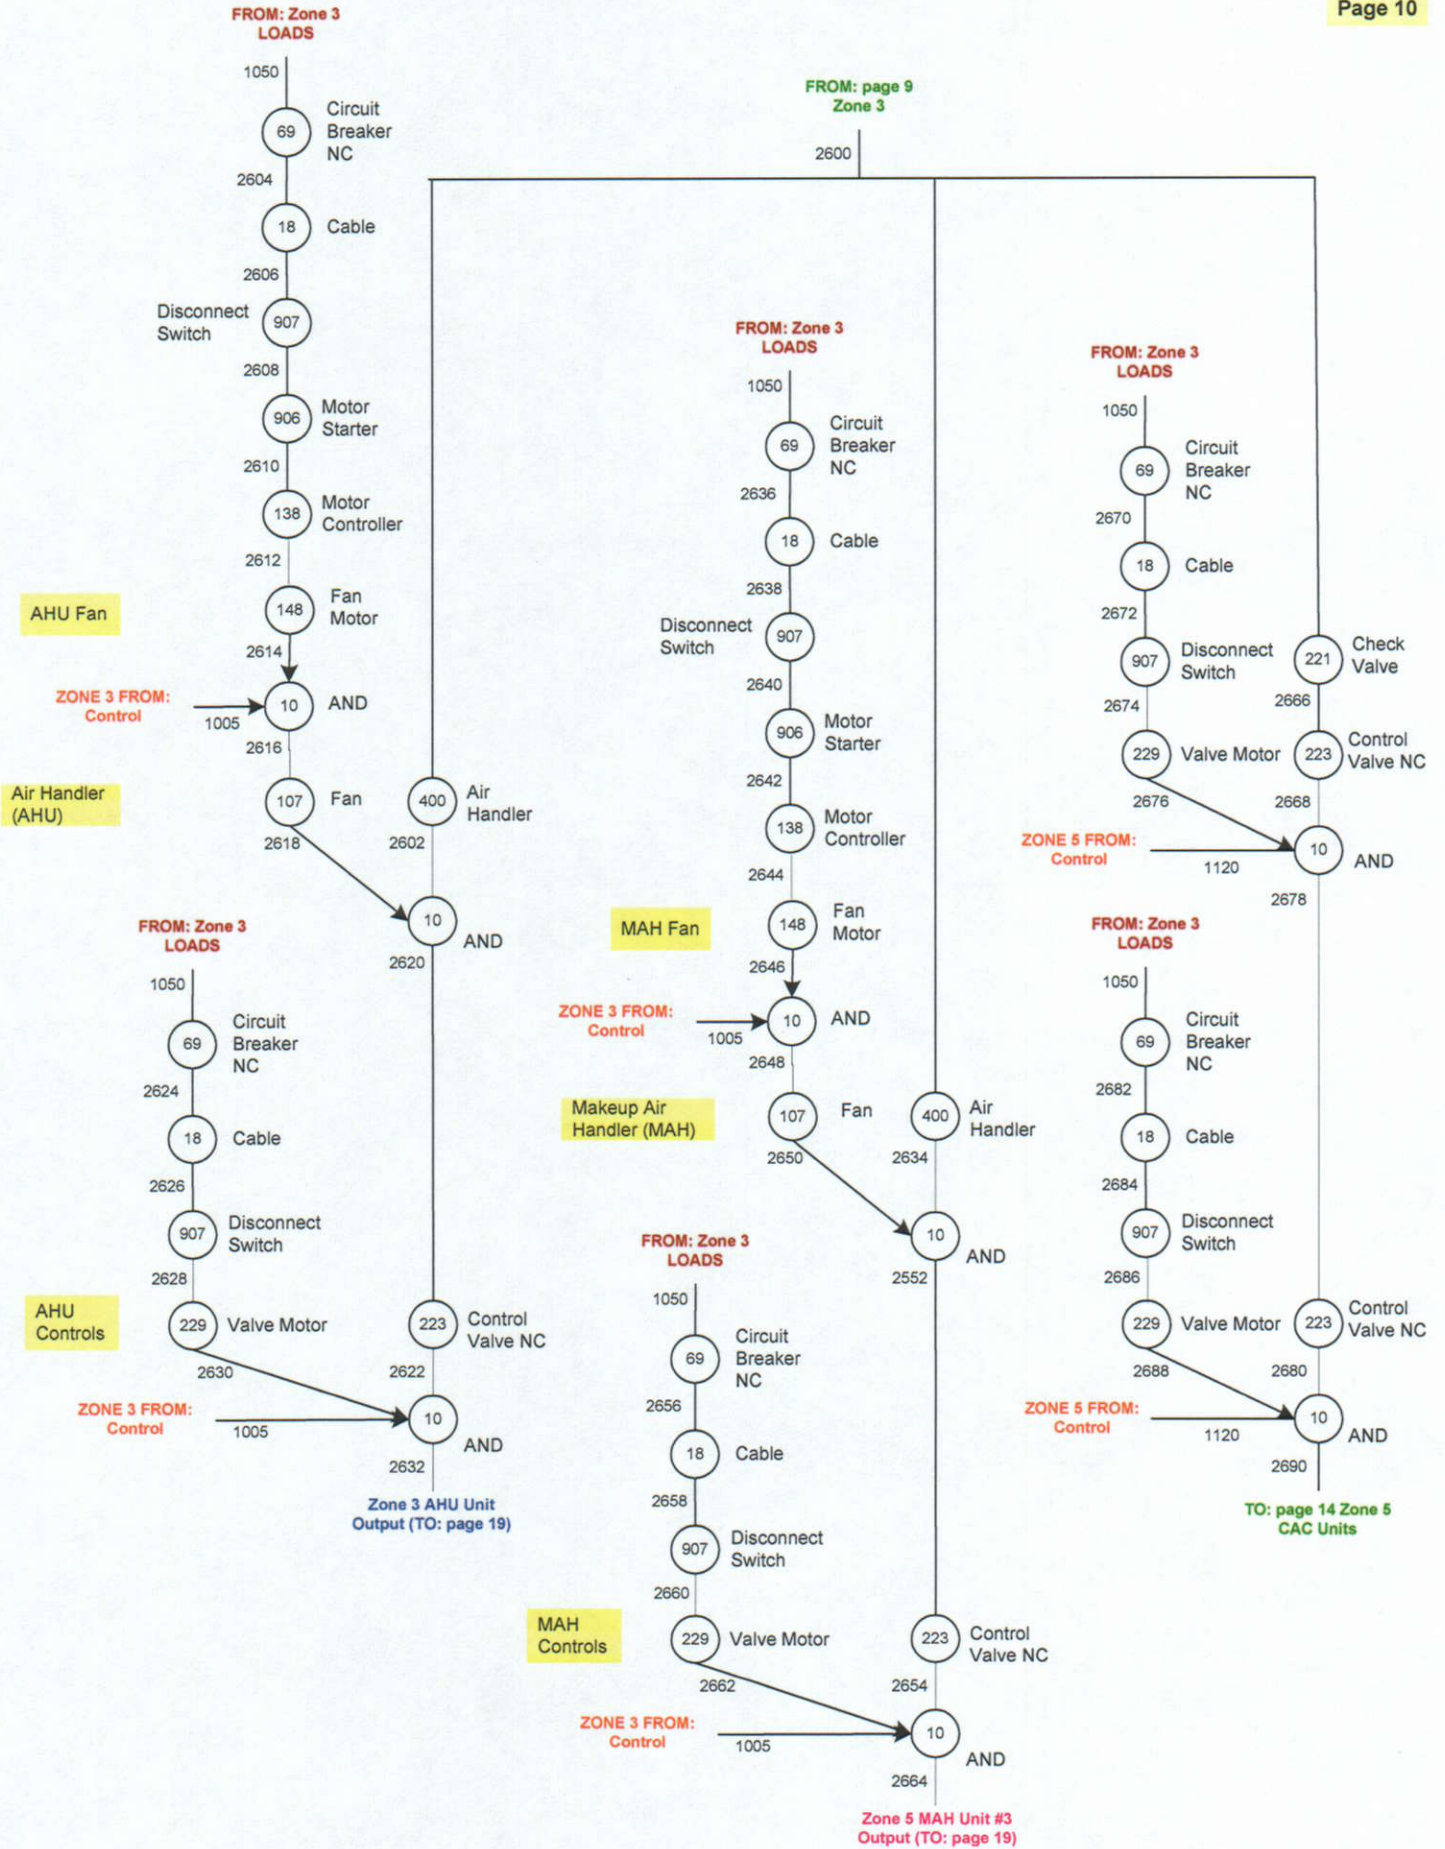 Page 10
FROM: Zone 3
LOADS
1050
69
Circuit
Breaker
NC
2604
18
Cable
2606
Disconnect
Switch
907
2608
906
Motor
Starter
2610
138
Motor
Controller
2612
AHU Fan
148
Fan
Motor
2614
ZONE 3 FROM:
Control
1005
10
AND
2616
Air Handler
(AHU)
107
Fan
2618
FROM: page 9
Zone 3
2600
400
Air
Handler
2602
10
AND
2620
FROM: Zone 3
LOADS
1050
69
Circuit
Breaker
NC
2624
18
Cable
2626
907
Disconnect
Switch
2628
AHU
Controls
229
Valve Motor
2630
223
Control
Valve NC
2622
ZONE 3 FROM:
Control
1005
10
AND
2632
Zone 3 AHU Unit
Output (TO: page 19)
FROM: Zone 3
LOADS
1050
69
Circuit
Breaker
NC
2636
18
Cable
2638
Disconnect
Switch
907
2640
906
Motor
Starter
2642
138
Motor
Controller
2644
MAH Fan
148
Fan
Motor
2646
ZONE 3 FROM:
Control
1005
10
AND
2648
Makeup Air
Handler (MAH)
107
Fan
2650
400
Air
Handler
2634
10
AND
2552
FROM: Zone 3
LOADS
1050
69
Circuit
Breaker
NC
2656
18
Cable
2658
907
Disconnect
Switch
2660
MAH
Controls
229
Valve Motor
2662
223
Control
Valve NC
2654
ZONE 3 FROM:
Control
1005
10
AND
2664
Zone 5 MAH Unit #3
Output (TO: page 19)
FROM: Zone 3
LOADS
1050
69
Circuit
Breaker
NC
2670
18
Cable
2672
907
Disconnect
Switch
2674
229
Valve Motor
2676
221
Check
Valve
2666
223
Control
Valve NC
2668
ZONE 5 FROM:
Control
1120
10
AND
2678
FROM: Zone 3
LOADS
1050
69
Circuit
Breaker
NC
2682
18
Cable
2684
907
Disconnect
Switch
2686
229
Valve Motor
2688
223
Control
Valve NC
2680
ZONE 5 FROM:
Control
1120
10
AND
2690
TO: page 14 Zone 5
CAC Units